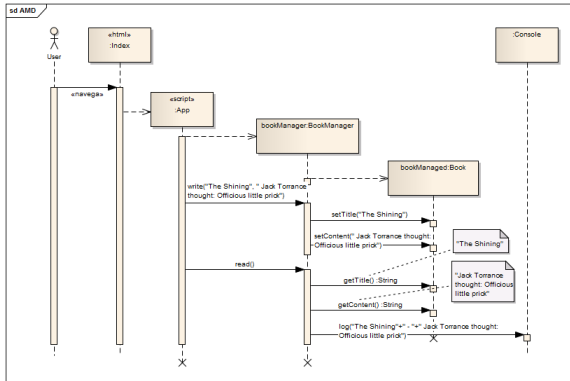 sd AMD
«html»
:Index
:Console
User
«navega»
«script»
:App
bookManager:BookManager
bookManaged:Book
write("The Shining", " Jack Torrance
thought: Officious little prick")
setTitle("The Shining")
setContent(" Jack Torrance thought:
Officious little prick")
"The Shining"
read()
getTitle() :String
"Jack Torrance
thought: Officious
little prick"
getContent() :String
log("The Shining"+" - "+" Jack Torrance thought:
Officious little prick")